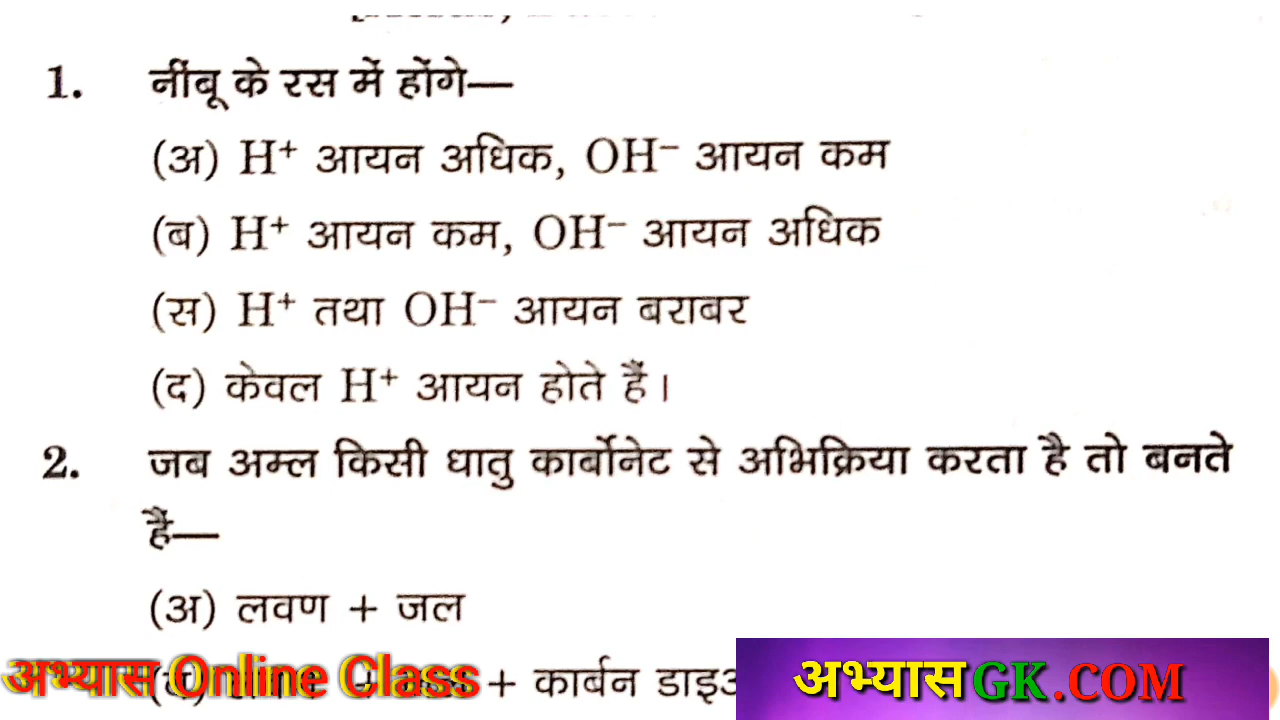 1. नींबू के रस में होंगे—
(अ) H⁺ आयन अधिक, OH⁻ आयन कम
(ब) H⁺ आयन कम, OH⁻ आयन अधिक
(स) H⁺ तथा OH⁻ आयन बराबर
(द) केवल H⁺ आयन होते हैं।
2. जब अम्ल किसी धातु कार्बोनेट से अभिक्रिया करता है तो बनते
हैं—
(अ) लवण + जल
+ कार्बन
अभ्यास Online Class
अभ्यास GK.COM